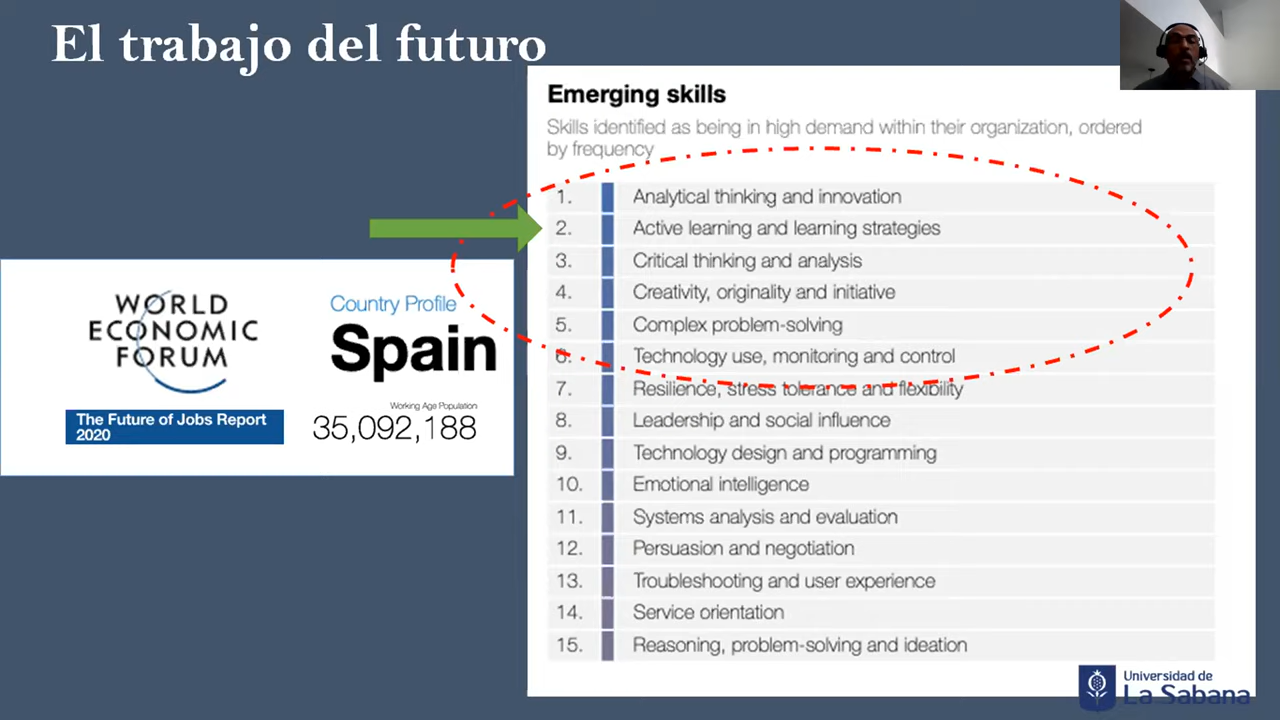 El trabajo del futuro
Emerging skills
Skills identified as being in high demand within their organization, ordered
by frequency
1. Analytical thinking and innovation
2. Active learning and learning strategies
3. Critical thinking and analysis
4. Creativity, originality and initiative
5. Complex problem-solving
6. Technology use, monitoring and control
7. Resilience, stress tolerance and flexibility
8. Leadership and social influence
9. Technology design and programming
10. Emotional intelligence
11. Systems analysis and evaluation
12. Persuasion and negotiation
13. Troubleshooting and user experience
14. Service orientation
15. Reasoning, problem-solving and ideation
WORLD
ECONOMIC
FORUM
The Future of Jobs Report
2020
Country Profile
Spain
Working Age Population
35,092,188
Universidad de
La Sabana